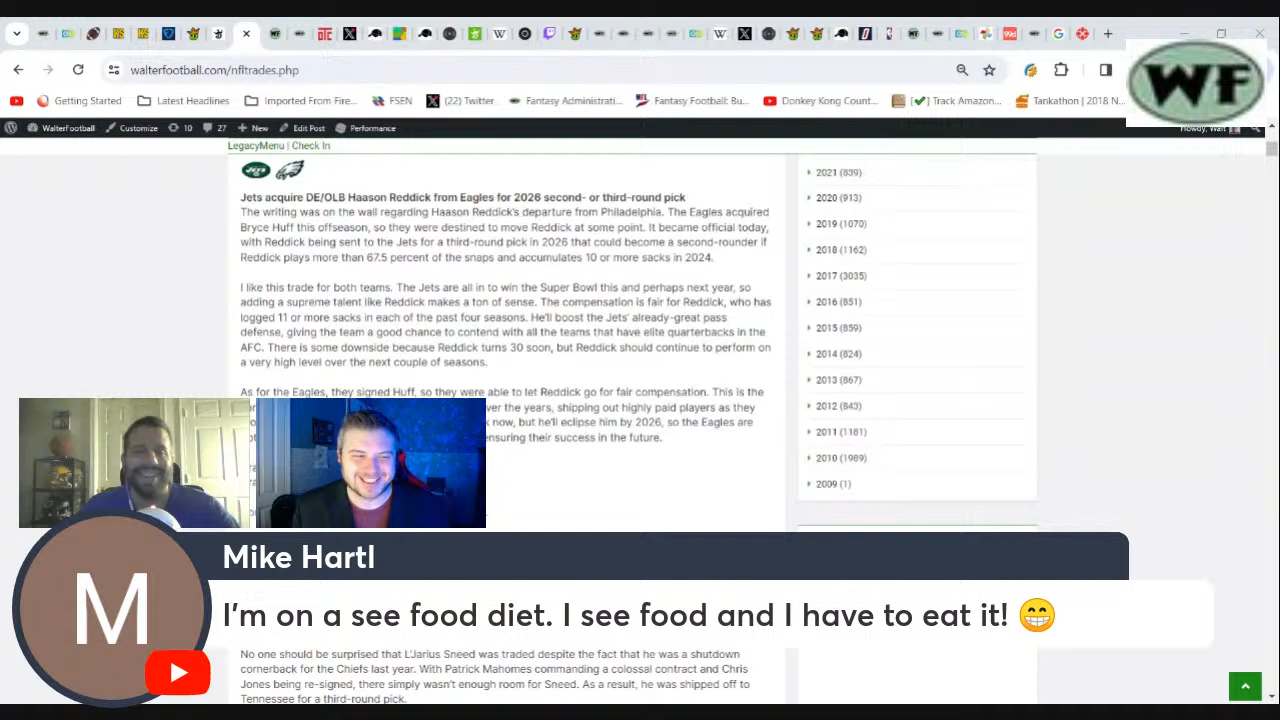 walterfootball.com/nfltrades.php
WF
Getting Started
Latest Headlines
Imported From Fire...
FSEN
(22) Twitter
Fantasy Administrati...
Fantasy Football: Bu...
Donkey Kong Count...
Track Amazon...
Tankathon | 2018 N...
WalterFootball
Customize
10
27
New
Edit Post
Performance
Howdy, Walt
LegacyMenu | Check In
JETS
Jets acquire DE/OLB Haason Reddick from Eagles for 2026 second- or third-round pick
The writing was on the wall regarding Haason Reddick's departure from Philadelphia. The Eagles acquired
Bryce Huff this offseason, so they were destined to move Reddick at some point. It became official today,
with Reddick being sent to the Jets for a third-round pick in 2026 that could become a second-rounder if
Reddick plays more than 67.5 percent of the snaps and accumulates 10 or more sacks in 2024.
I like this trade for both teams. The Jets are all in to win the Super Bowl this and perhaps next year, so
adding a supreme talent like Reddick makes a ton of sense. The compensation is fair for Reddick, who has
logged 11 or more sacks in each of the past four seasons. He'll boost the Jets' already-great pass
defense, giving the team a good chance to contend with all the teams that have elite quarterbacks in the
AFC. There is some downside because Reddick turns 30 soon, but Reddick should continue to perform on
a very high level over the next couple of seasons.
As for the Eagles, they signed Huff, so they were able to let Reddick go for fair compensation. This is the
over the years, shipping out highly paid players as they
now, but he'll eclipse him by 2026, so the Eagles are
ensuring their success in the future.
2021 (839)
2020 (913)
2019 (1070)
2018 (1162)
2017 (3035)
2016 (851)
2015 (859)
2014 (824)
2013 (867)
2012 (843)
2011 (1181)
2010 (1989)
2009 (1)
M
Mike Hartl
I'm on a see food diet. I see food and I have to eat it! 😁
No one should be surprised that L'Jarius Sneed was traded despite the fact that he was a shutdown
cornerback for the Chiefs last year. With Patrick Mahomes commanding a colossal contract and Chris
Jones being re-signed, there simply wasn't enough room for Sneed. As a result, he was shipped off to
Tennessee for a third-round pick.